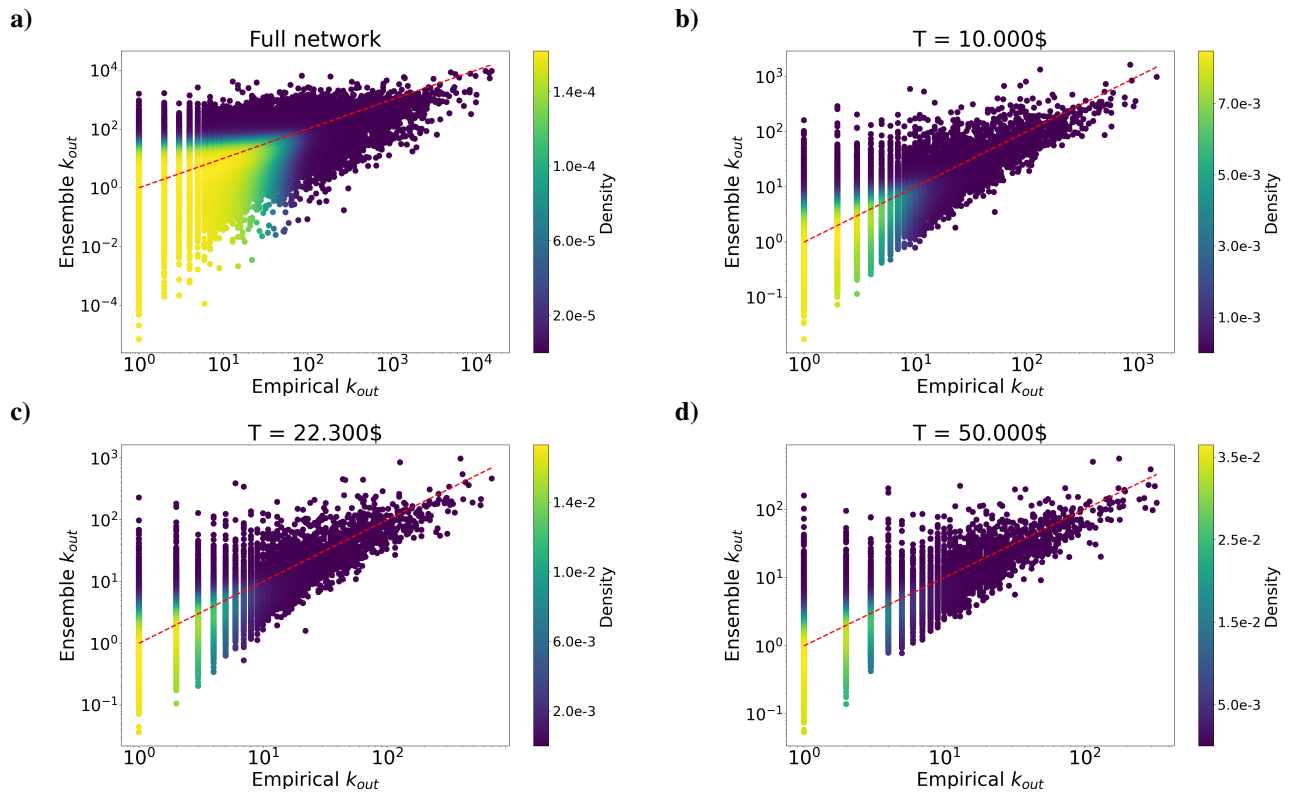 a)
Full network
10^4
10^2
10^0
10^-2
10^-4
Ensemble k_out
10^0 10^1 10^2 10^3 10^4
Empirical k_out
1.4e-4
1.0e-4
6.0e-5
2.0e-5
Density
b)
T = 10.000$
10^3
10^2
10^1
10^0
10^-1
Ensemble k_out
10^0 10^1 10^2 10^3
Empirical k_out
7.0e-3
5.0e-3
3.0e-3
1.0e-3
Density
c)
T = 22.300$
10^3
10^2
10^1
10^0
10^-1
Ensemble k_out
10^0 10^1 10^2
Empirical k_out
1.4e-2
1.0e-2
6.0e-3
2.0e-3
Density
d)
T = 50.000$
10^2
10^1
10^0
10^-1
Ensemble k_out
10^0 10^1 10^2
Empirical k_out
3.5e-2
2.5e-2
1.5e-2
5.0e-3
Density